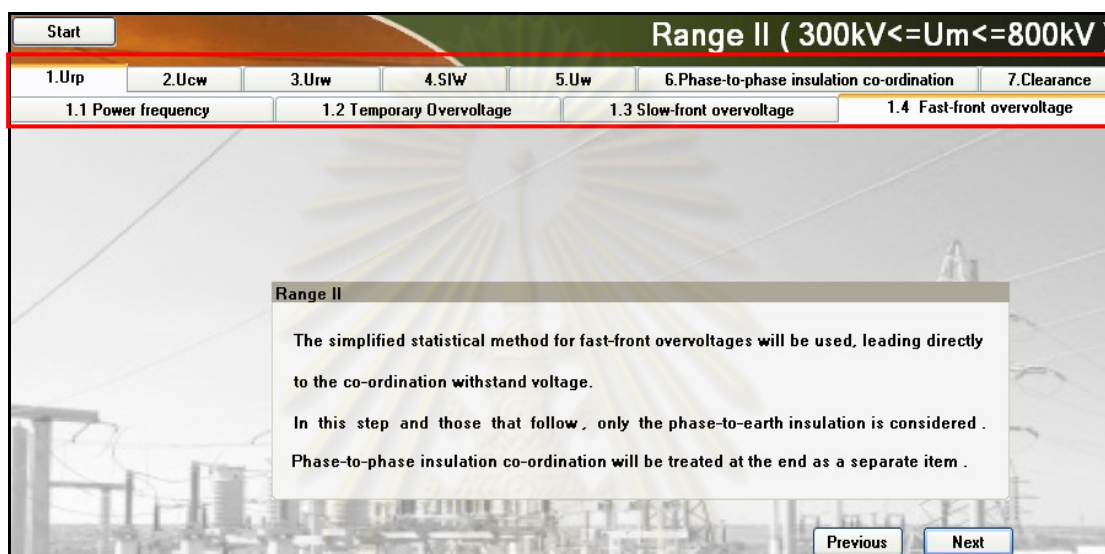 Start
Range II ( 300kV<=Um<=800kV )
1.Urp 2.Ucw 3.Urw 4.SIW 5.Uw 6.Phase-to-phase insulation co-ordination 7.Clearance
1.1 Power frequency 1.2 Temporary Overvoltage 1.3 Slow-front overvoltage 1.4 Fast-front overvoltage
Range II
The simplified statistical method for fast-front overvoltages will be used, leading directly
to the co-ordination withstand voltage.
In this step and those that follow , only the phase-to-earth insulation is considered .
Phase-to-phase insulation co-ordination will be treated at the end as a separate item .
Previous Next